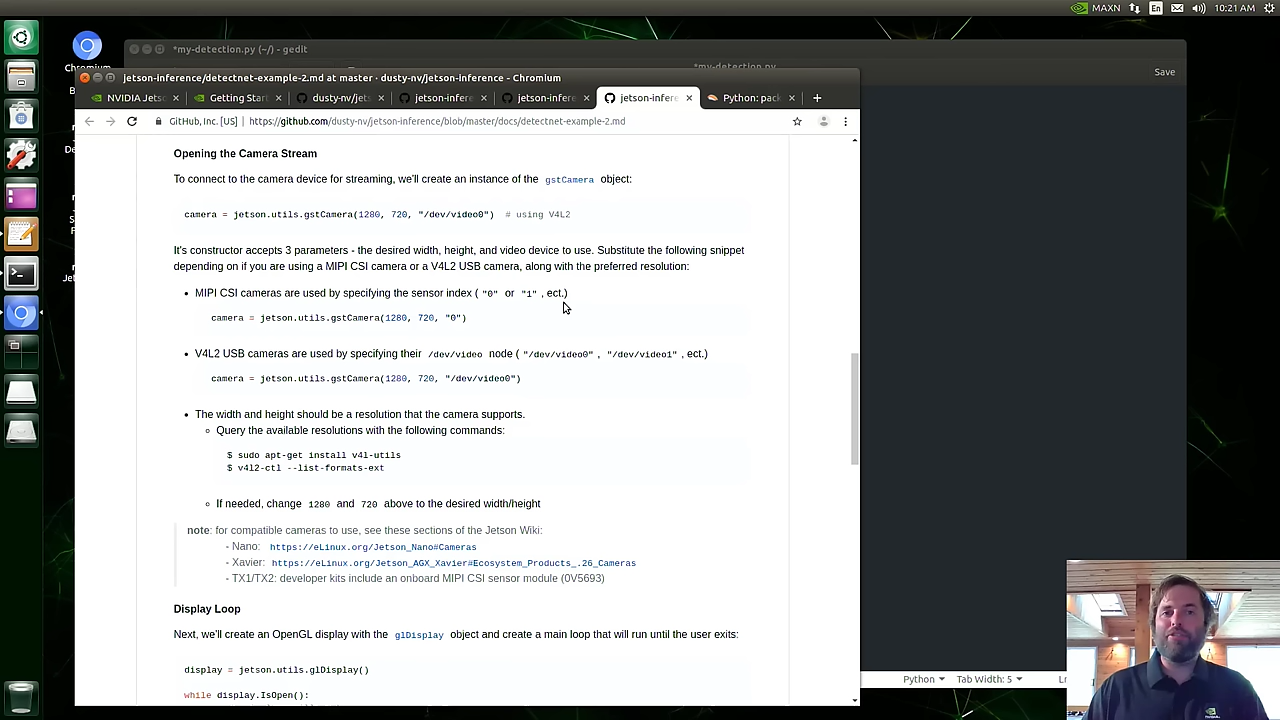 MAXN
En
10:21 AM
Chromium
*my-detection.py (~/) - gedit
*my-detection.py
Save
jetson-inference/detectnet-example-2.md at master · dusty-nv/jetson-inference - Chromium
NVIDIA Jets
Getting Star
dusty-nv/jet
jetson-infer
jetson-infer
jetson-infer
Python: pac
GitHub, Inc. [US]
https://github.com/dusty-nv/jetson-inference/blob/master/docs/detectnet-example-2.md
Opening the Camera Stream
To connect to the camera device for streaming, we'll create an instance of the gstCamera object:
camera = jetson.utils.gstCamera(1280, 720, "/dev/video0")  # using V4L2
It's constructor accepts 3 parameters - the desired width, height, and video device to use. Substitute the following snippet
depending on if you are using a MIPI CSI camera or a V4L2 USB camera, along with the preferred resolution:
• MIPI CSI cameras are used by specifying the sensor index ( "0" or "1" , ect.)
camera = jetson.utils.gstCamera(1280, 720, "0")
• V4L2 USB cameras are used by specifying their /dev/video node ( "/dev/video0" , "/dev/video1" , ect.)
camera = jetson.utils.gstCamera(1280, 720, "/dev/video0")
• The width and height should be a resolution that the camera supports.
Query the available resolutions with the following commands:
$ sudo apt-get install v4l-utils
$ v4l2-ctl --list-formats-ext
If needed, change 1280 and 720 above to the desired width/height
note: for compatible cameras to use, see these sections of the Jetson Wiki:
- Nano: https://eLinux.org/Jetson_Nano#Cameras
- Xavier: https://eLinux.org/Jetson_AGX_Xavier#Ecosystem_Products_.26_Cameras
- TX1/TX2: developer kits include an onboard MIPI CSI sensor module (0V5693)
Display Loop
Next, we'll create an OpenGL display with the glDisplay object and create a main loop that will run until the user exits:
display = jetson.utils.glDisplay()
while display.IsOpen():
Python
Tab Width: 5